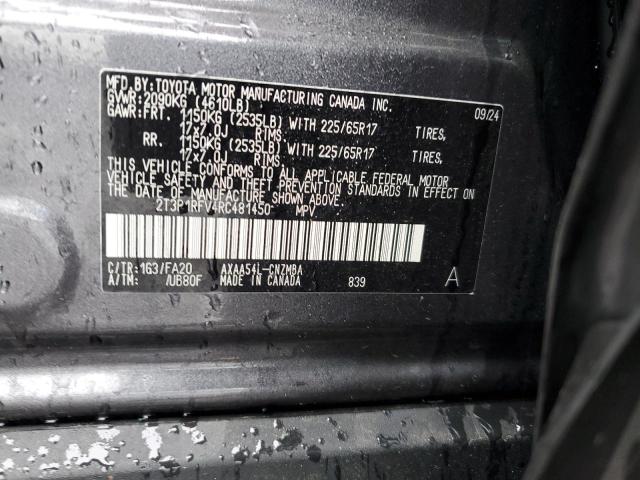 MFD.BY:TOYOTA MOTOR MANUFACTURING CANADA INC.
GVWR:2090KG (4610LB) 09/24
GAWR:FRT. 1150KG (2535LB) WITH 225/65R17 TIRES,
17x7.0J RIMS
RR. 1150KG (2535LB) WITH 225/65R17 TIRES,
17x7.0J RIMS
THIS VEHICLE CONFORMS TO ALL APPLICABLE FEDERAL MOTOR
VEHICLE SAFETY AND THEFT PREVENTION STANDARDS IN EFFECT
ON THE DATE OF MANUFACTURE SHOWN ABOVE.
2T3P1RFV4RC481450 MPV
C/TR:1G3/FA20 AXAA54L-CNZMBA
A/TM: /UB80F MADE IN CANADA 839 A